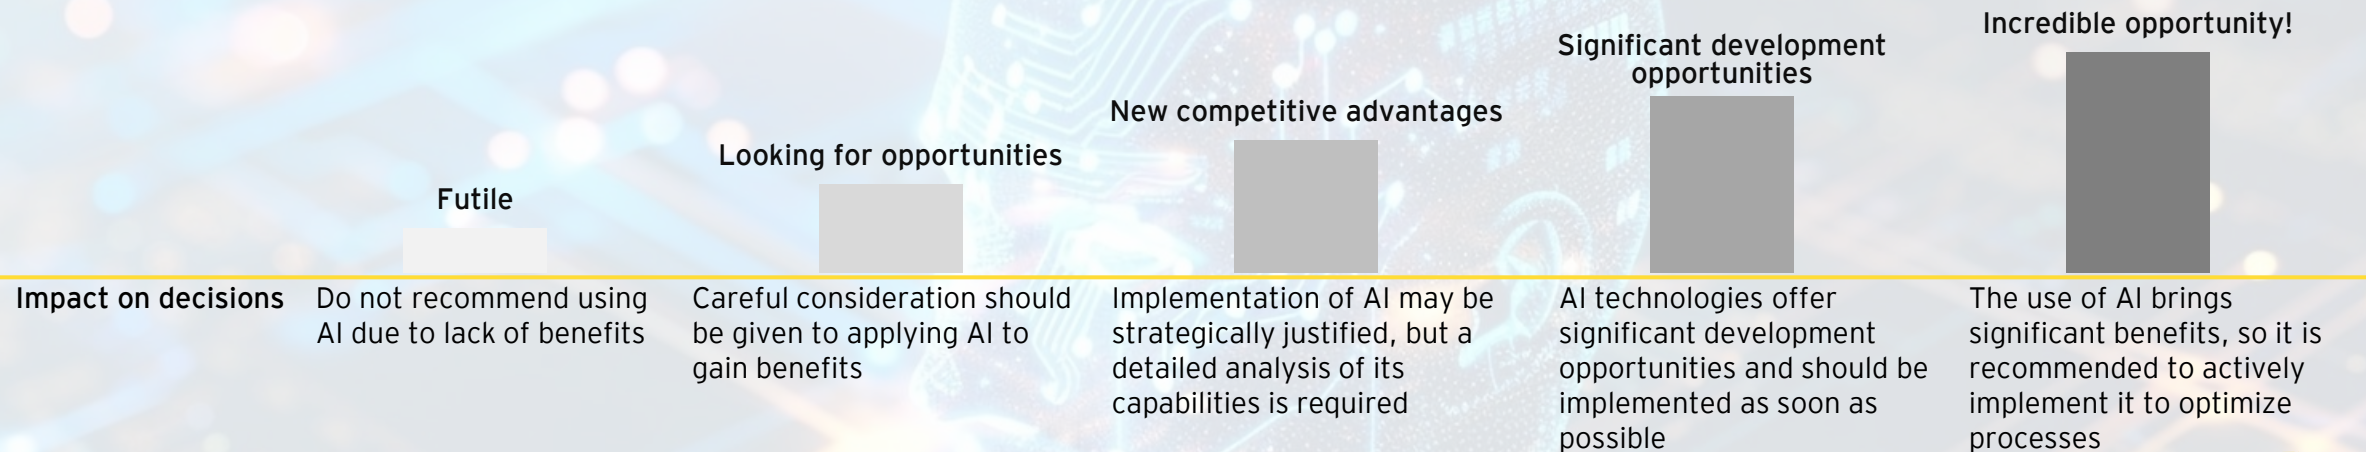 Incredible opportunity!
Significant development
opportunities
New competitive advantages
Looking for opportunities
Futile
Impact on decisions
Do not recommend using
AI due to lack of benefits
Careful consideration should
be given to applying AI to
gain benefits
Implementation of AI may be
strategically justified, but a
detailed analysis of its
capabilities is required
AI technologies offer
significant development
opportunities and should be
implemented as soon as
possible
The use of AI brings
significant benefits, so it is
recommended to actively
implement it to optimize
processes